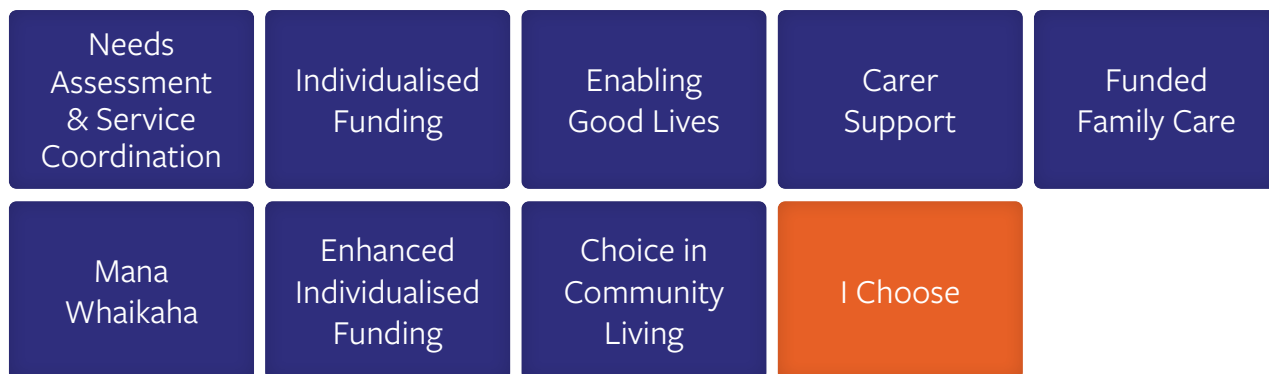 Needs
Assessment
& Service
Coordination
Individualised
Funding
Enabling
Good Lives
Carer
Support
Funded
Family Care
Mana
Whaikaha
Enhanced
Individualised
Funding
Choice in
Community
Living
I Choose